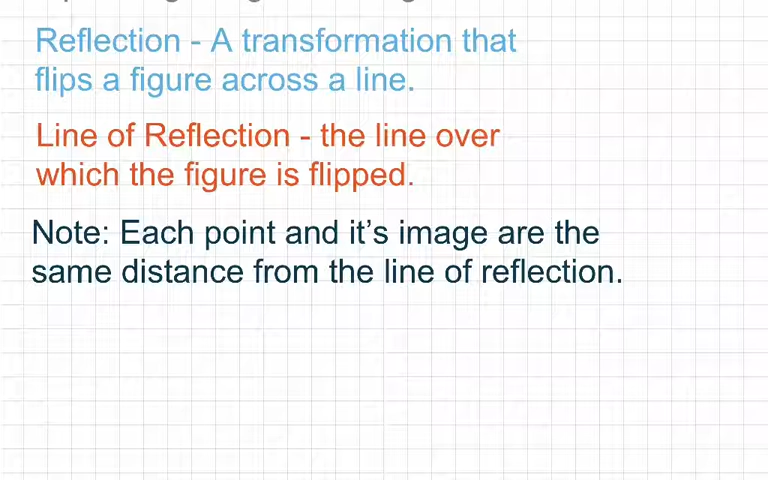 Reflection - A transformation that
flips a figure across a line.
Line of Reflection - the line over
which the figure is flipped.
Note: Each point and it’s image are the
same distance from the line of reflection.